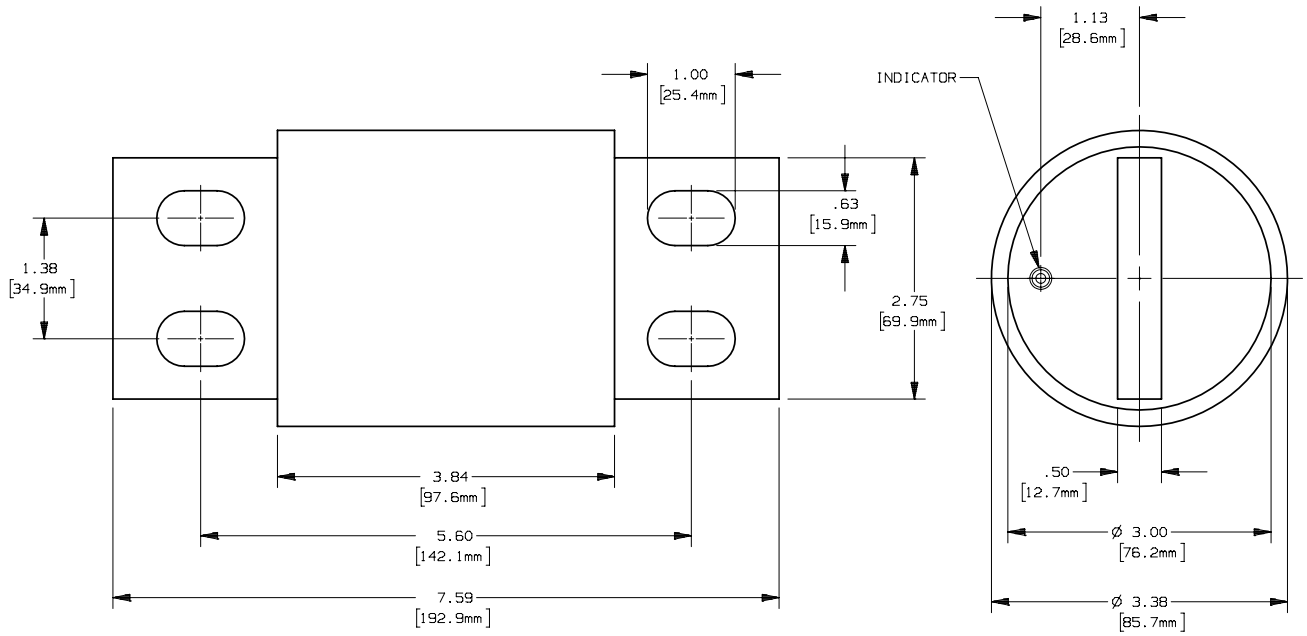 1.13
[28.6mm]
INDICATOR
1.00
[25.4mm]
.63
[15.9mm]
1.38
[34.9mm]
2.75
[69.9mm]
3.84
[97.6mm]
.50
[12.7mm]
5.60
[142.1mm]
Ø 3.00
[76.2mm]
7.59
[192.9mm]
Ø 3.38
[85.7mm]